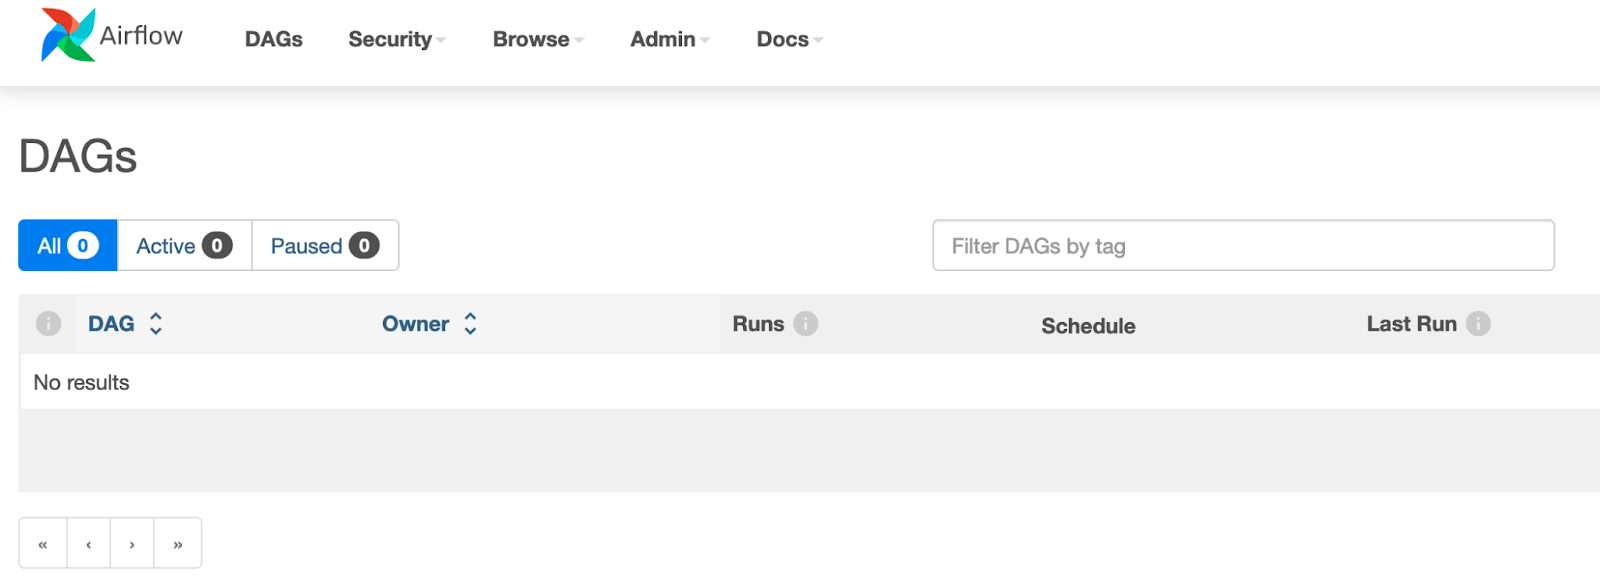 Airflow DAGs Security Browse Admin Docs
DAGs
All 0 Active 0 Paused 0 Filter DAGs by tag
i DAG Owner Runs i Schedule Last Run i
No results
« ‹ › »